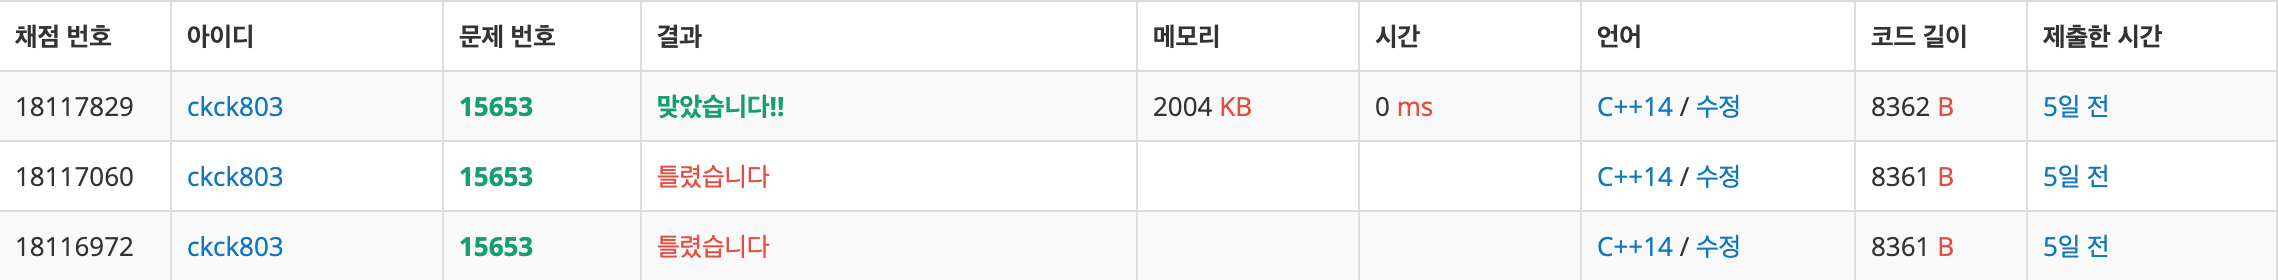 채점 번호 아이디 문제 번호 결과 메모리 시간 언어 코드 길이 제출한 시간
18117829 ckck803 15653 맞았습니다!! 2004 KB 0 ms C++14 / 수정 8362 B 5일 전
18117060 ckck803 15653 틀렸습니다 C++14 / 수정 8361 B 5일 전
18116972 ckck803 15653 틀렸습니다 C++14 / 수정 8361 B 5일 전